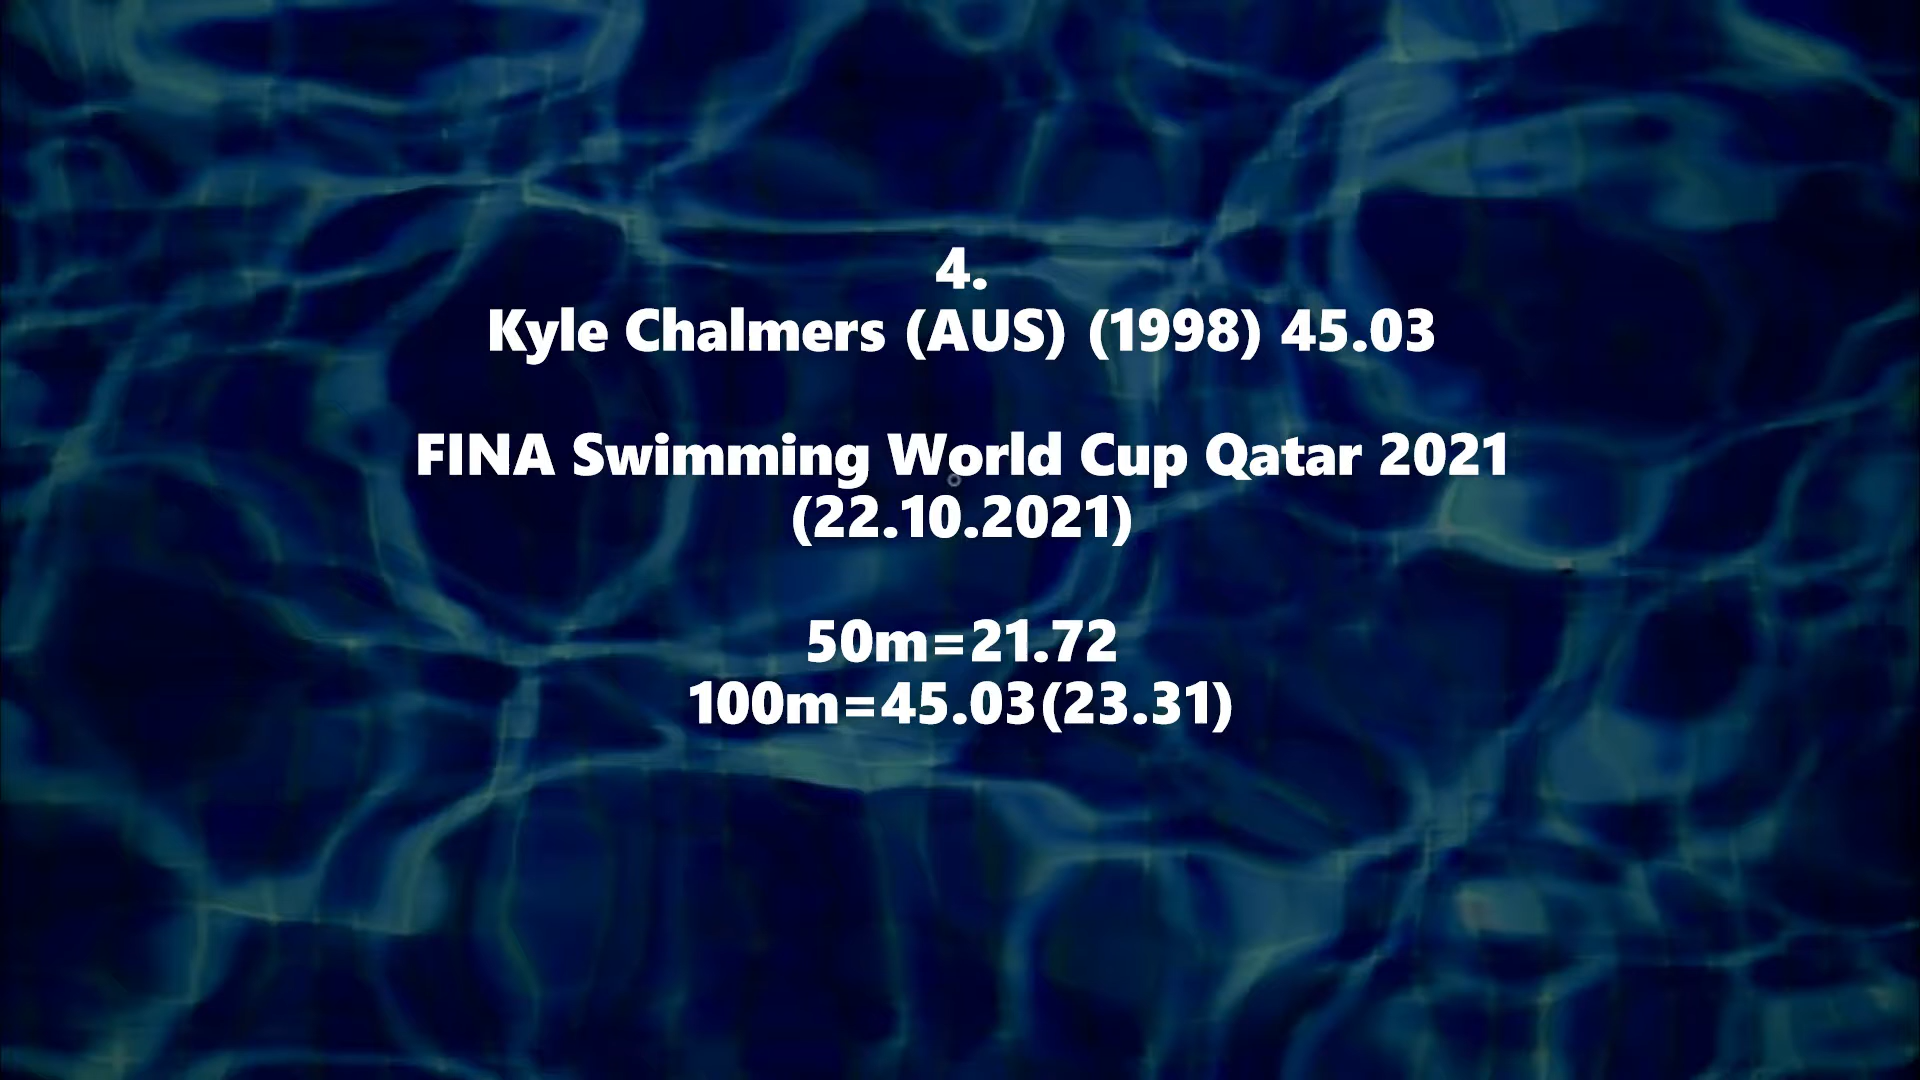 4.
Kyle Chalmers (AUS) (1998) 45.03
FINA Swimming World Cup Qatar 2021
(22.10.2021)
50m=21.72
100m=45.03(23.31)